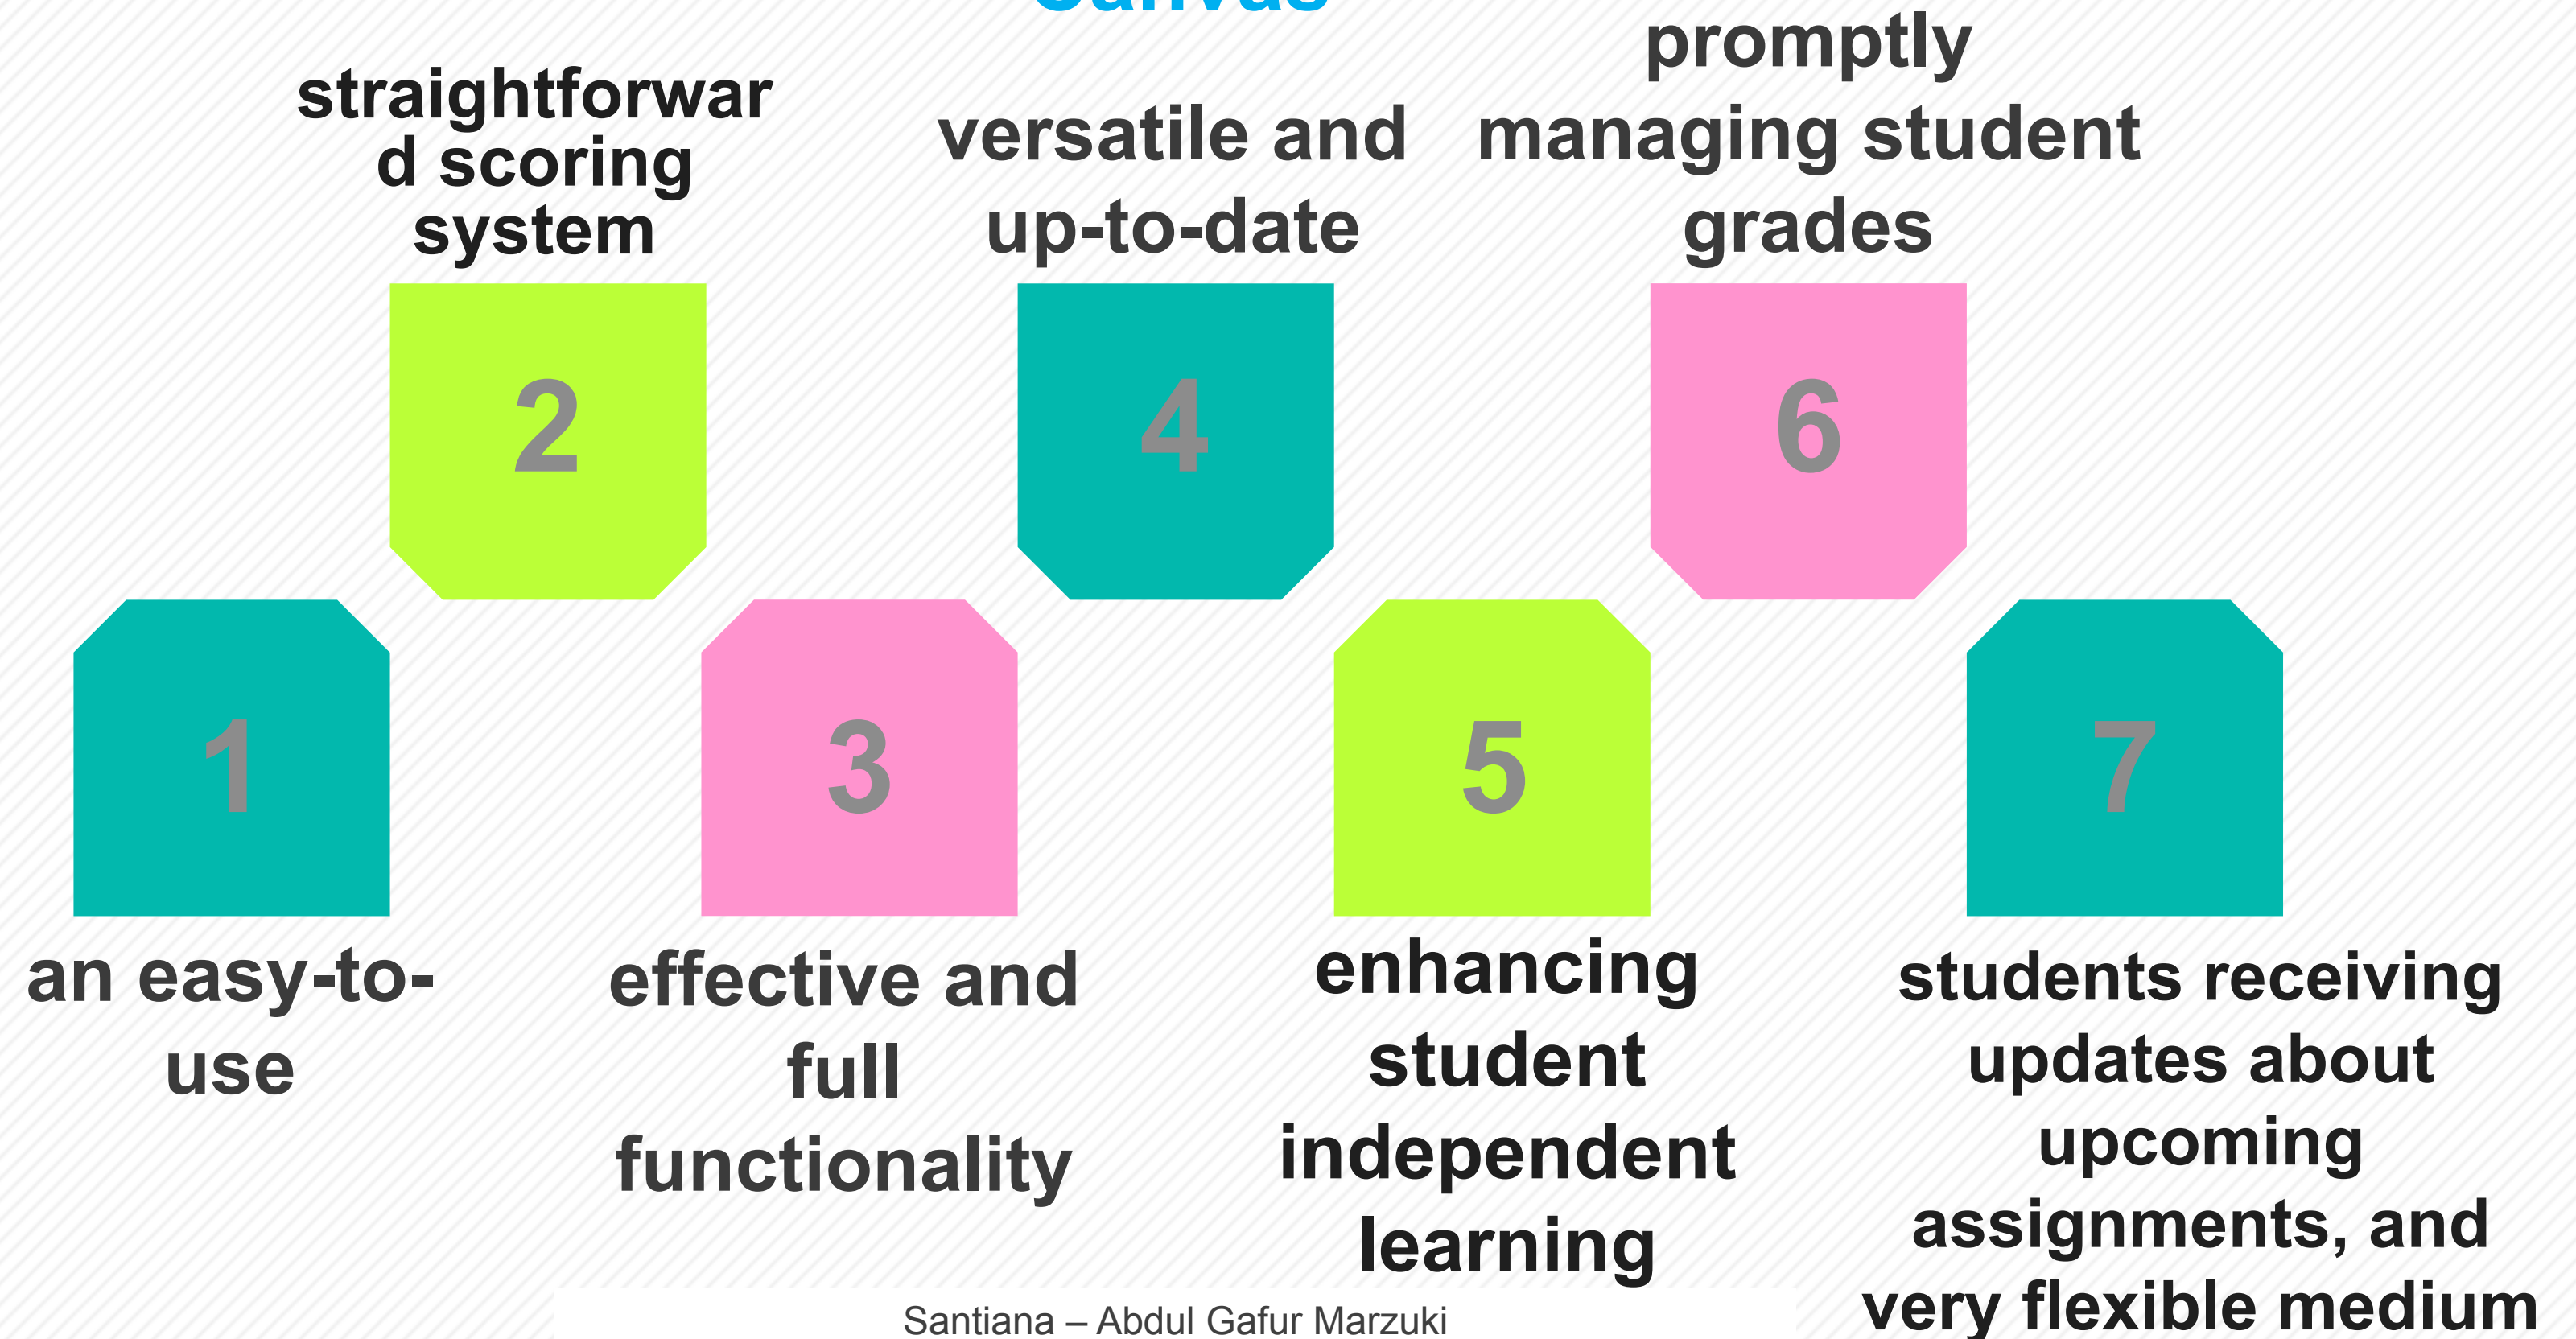 Canvas
straightforwar
d scoring
system
versatile and
up-to-date
promptly
managing student
grades
2
4
6
1
3
5
7
an easy-to-
use
effective and
full
functionality
enhancing
student
independent
learning
students receiving
updates about
upcoming
assignments, and
very flexible medium
Santiana – Abdul Gafur Marzuki